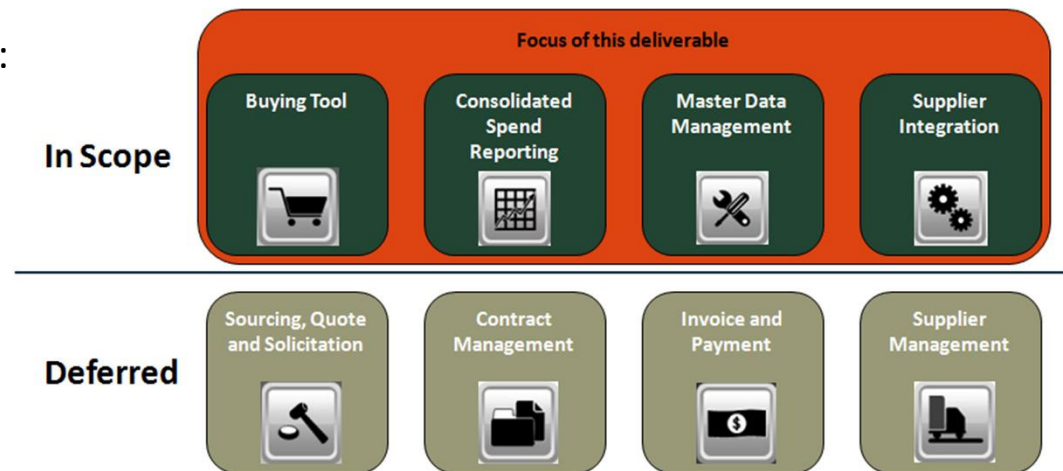 :
Focus of this deliverable
In Scope
Buying Tool
Consolidated
Spend
Reporting
Master Data
Management
Supplier
Integration
Deferred
Sourcing, Quote
and Solicitation
Contract
Management
Invoice and
Payment
$
Supplier
Management